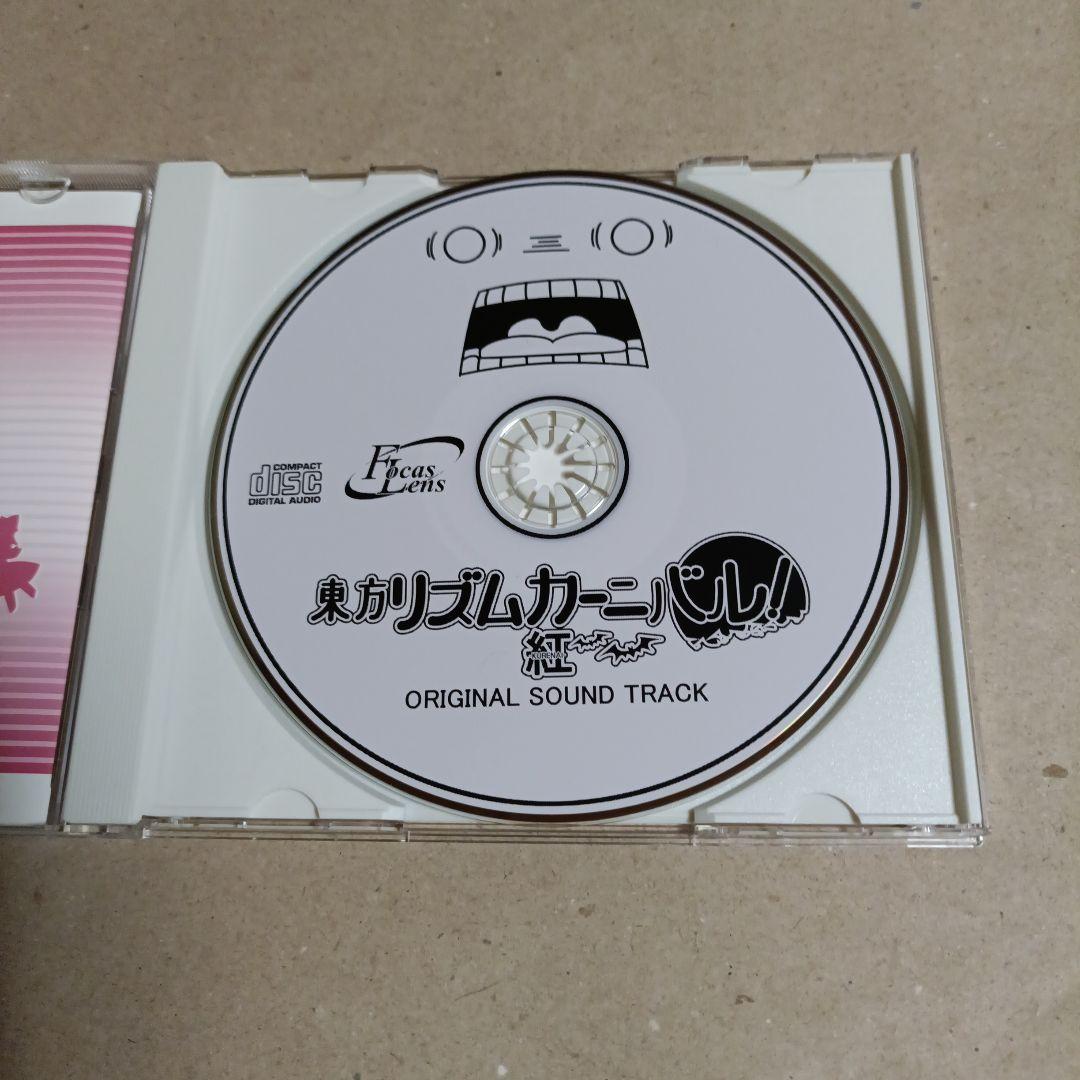 COMPACT
disc
DIGITAL AUDIO
Focas
Lens
東方リズムカーニバル!
紅
KURENAI
ORIGINAL SOUND TRACK